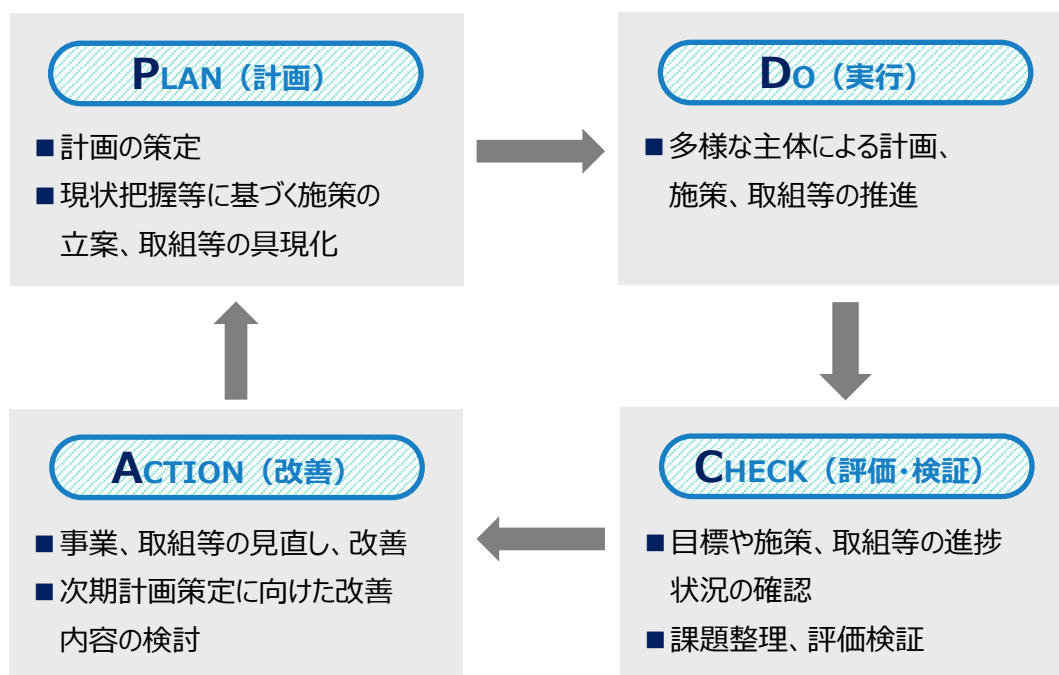 PLAN（計画）
■計画の策定
■現状把握等に基づく施策の
立案、取組等の具現化
DO（実行）
■多様な主体による計画、
施策、取組等の推進
CHECK（評価・検証）
■目標や施策、取組等の進捗
状況の確認
■課題整理、評価検証
ACTION（改善）
■事業、取組等の見直し、改善
■次期計画策定に向けた改善
内容の検討